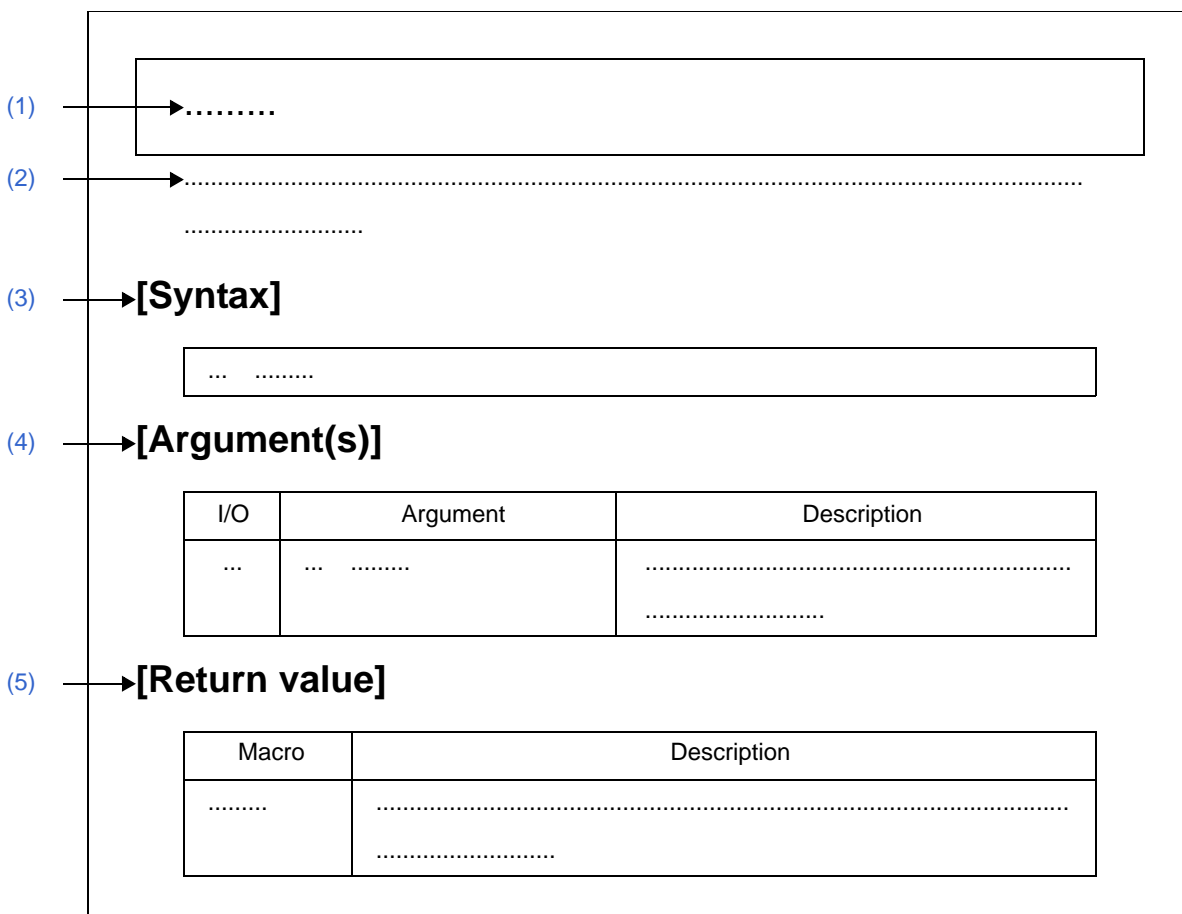 (1) .........
(2) ........................................................................................................................................
...........................
(3) [Syntax]
... .........
(4) [Argument(s)]
I/O Argument Description
... ... ......... ................................................................
...........................
(5) [Return value]
Macro Description
......... ........................................................................................................
...........................